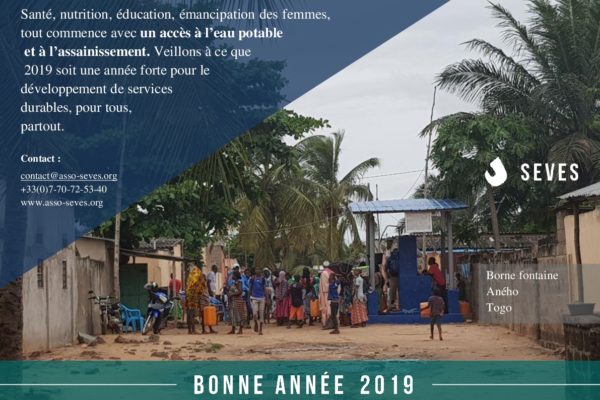 Santé, nutrition, éducation, émancipation des femmes,
tout commence avec un accès à l'eau potable
et à l'assainissement. Veillons à ce que
2019 soit une année forte pour le
développement de services
durables, pour tous,
partout.
Contact :
contact@asso-seves.org
+33(0)7-70-72-53-40
www.asso-seves.org
SEVES
Borne fontaine
Aného
Togo
BONNE ANNÉE 2019